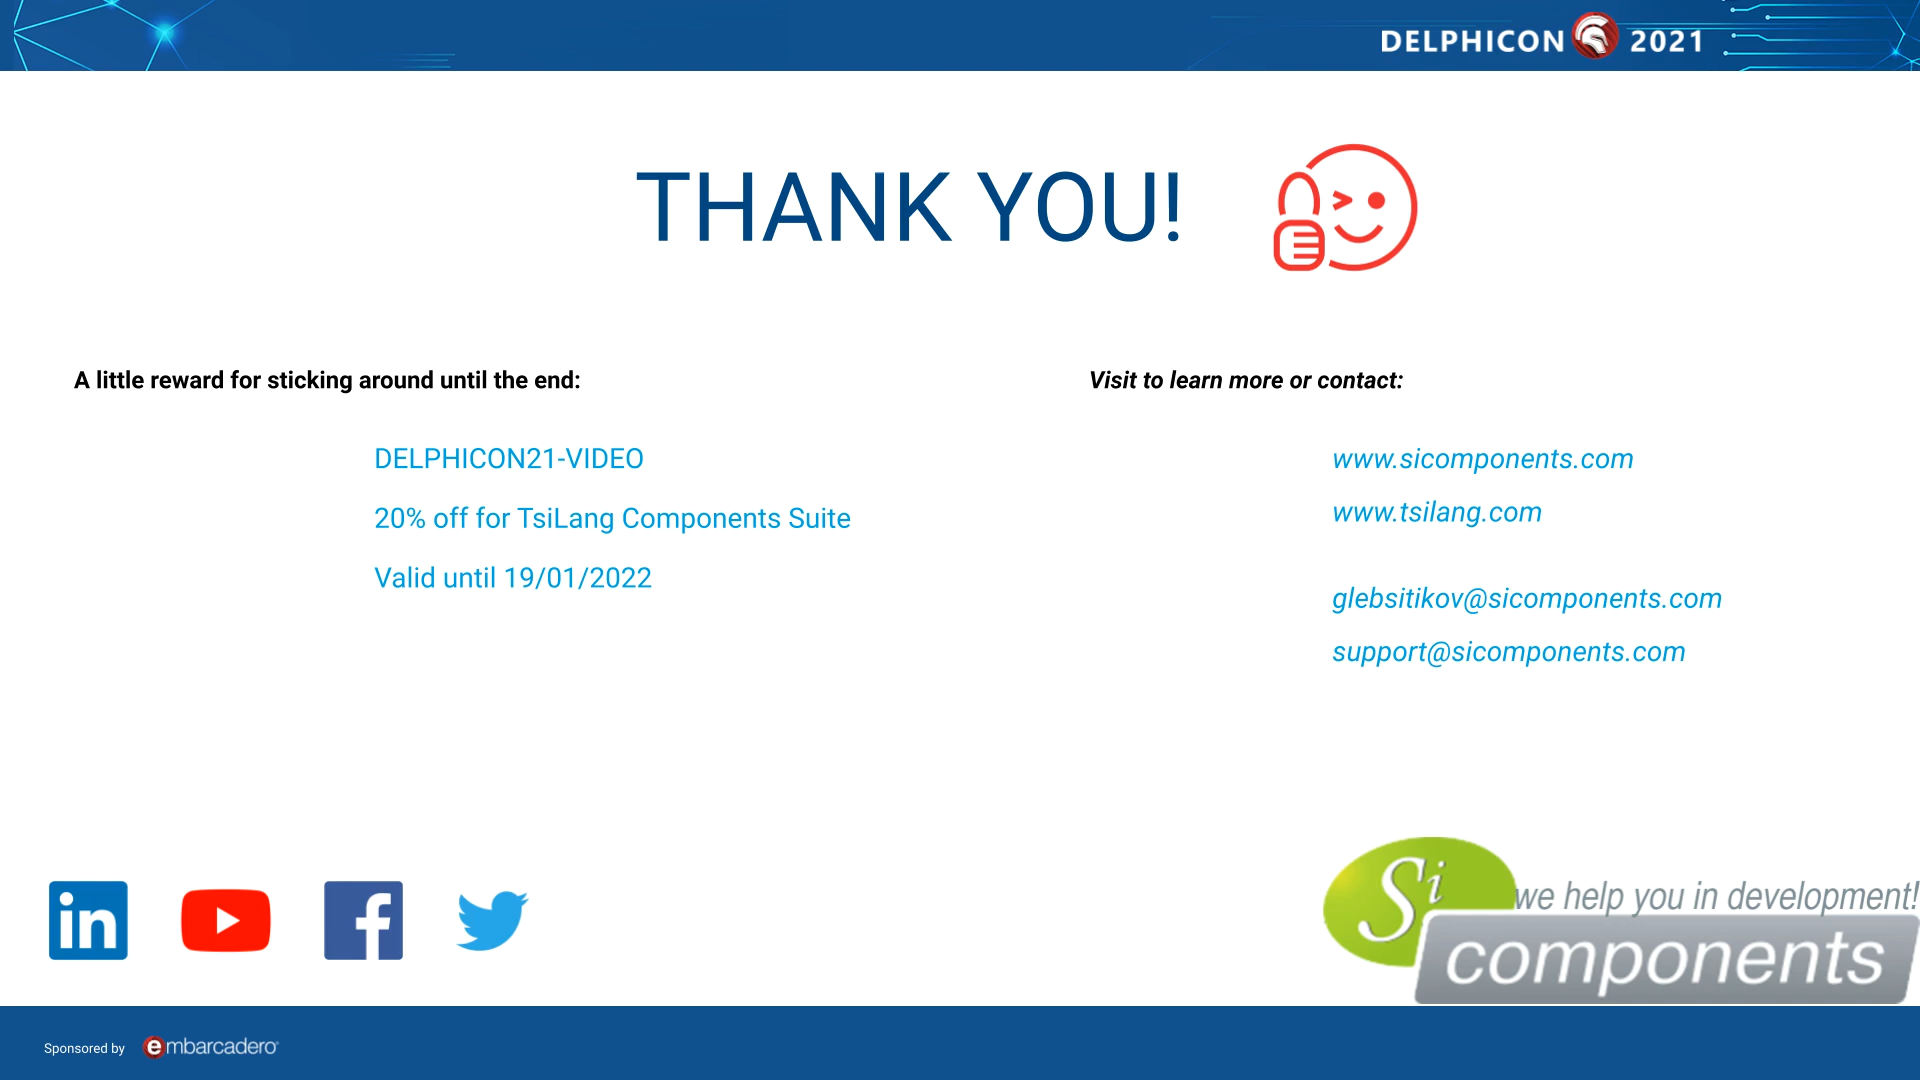 DELPHICON 2021
THANK YOU!
A little reward for sticking around until the end:
DELPHICON21-VIDEO
20% off for TsiLang Components Suite
Valid until 19/01/2022
Visit to learn more or contact:
www.sicomponents.com
www.tsilang.com
glebsitikov@sicomponents.com
support@sicomponents.com
in
f
Si
we help you in development!
components
Sponsored by embarcadero